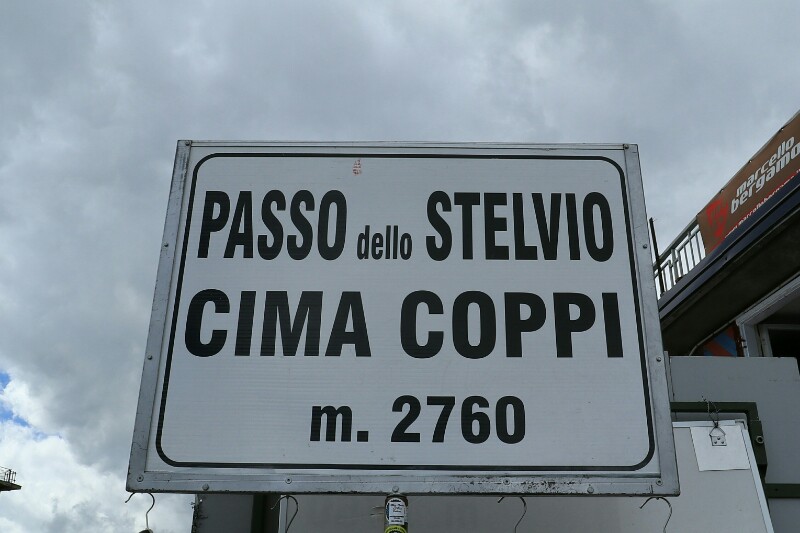 PASSO dello STELVIO
CIMA COPPI
m. 2760
marcello
bergamo